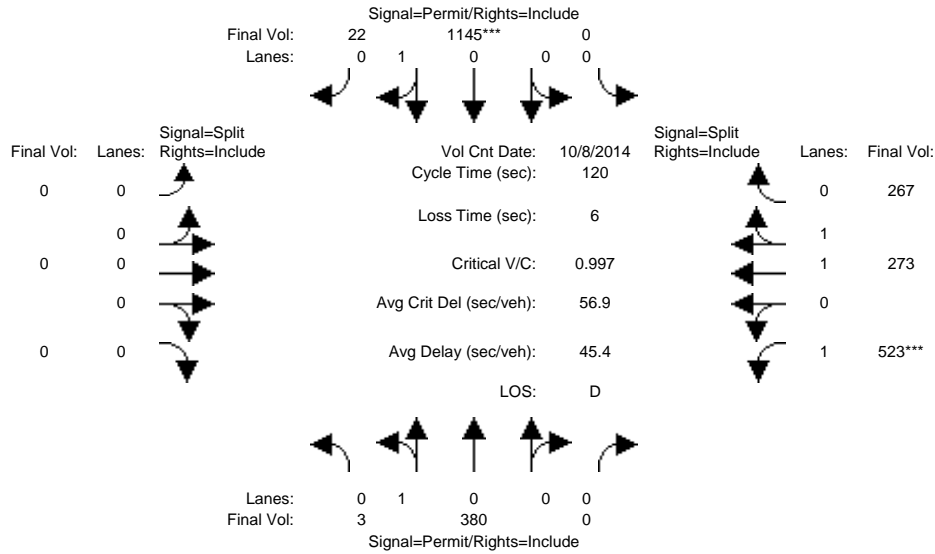 Signal=Permit/Rights=Include
Final Vol: 22 1145*** 0
Lanes: 0 1 0 0 0
Signal=Split Signal=Split
Final Vol: Lanes: Rights=Include Vol Cnt Date: 10/8/2014 Rights=Include Lanes: Final Vol:
0 0 Cycle Time (sec): 120 0 267
Loss Time (sec): 6
0 1
0 0 Critical V/C: 0.997 1 273
0 Avg Crit Del (sec/veh): 56.9 0
0 0 Avg Delay (sec/veh): 45.4 1 523***
LOS: D
Lanes: 0 1 0 0 0
Final Vol: 3 380 0
Signal=Permit/Rights=Include